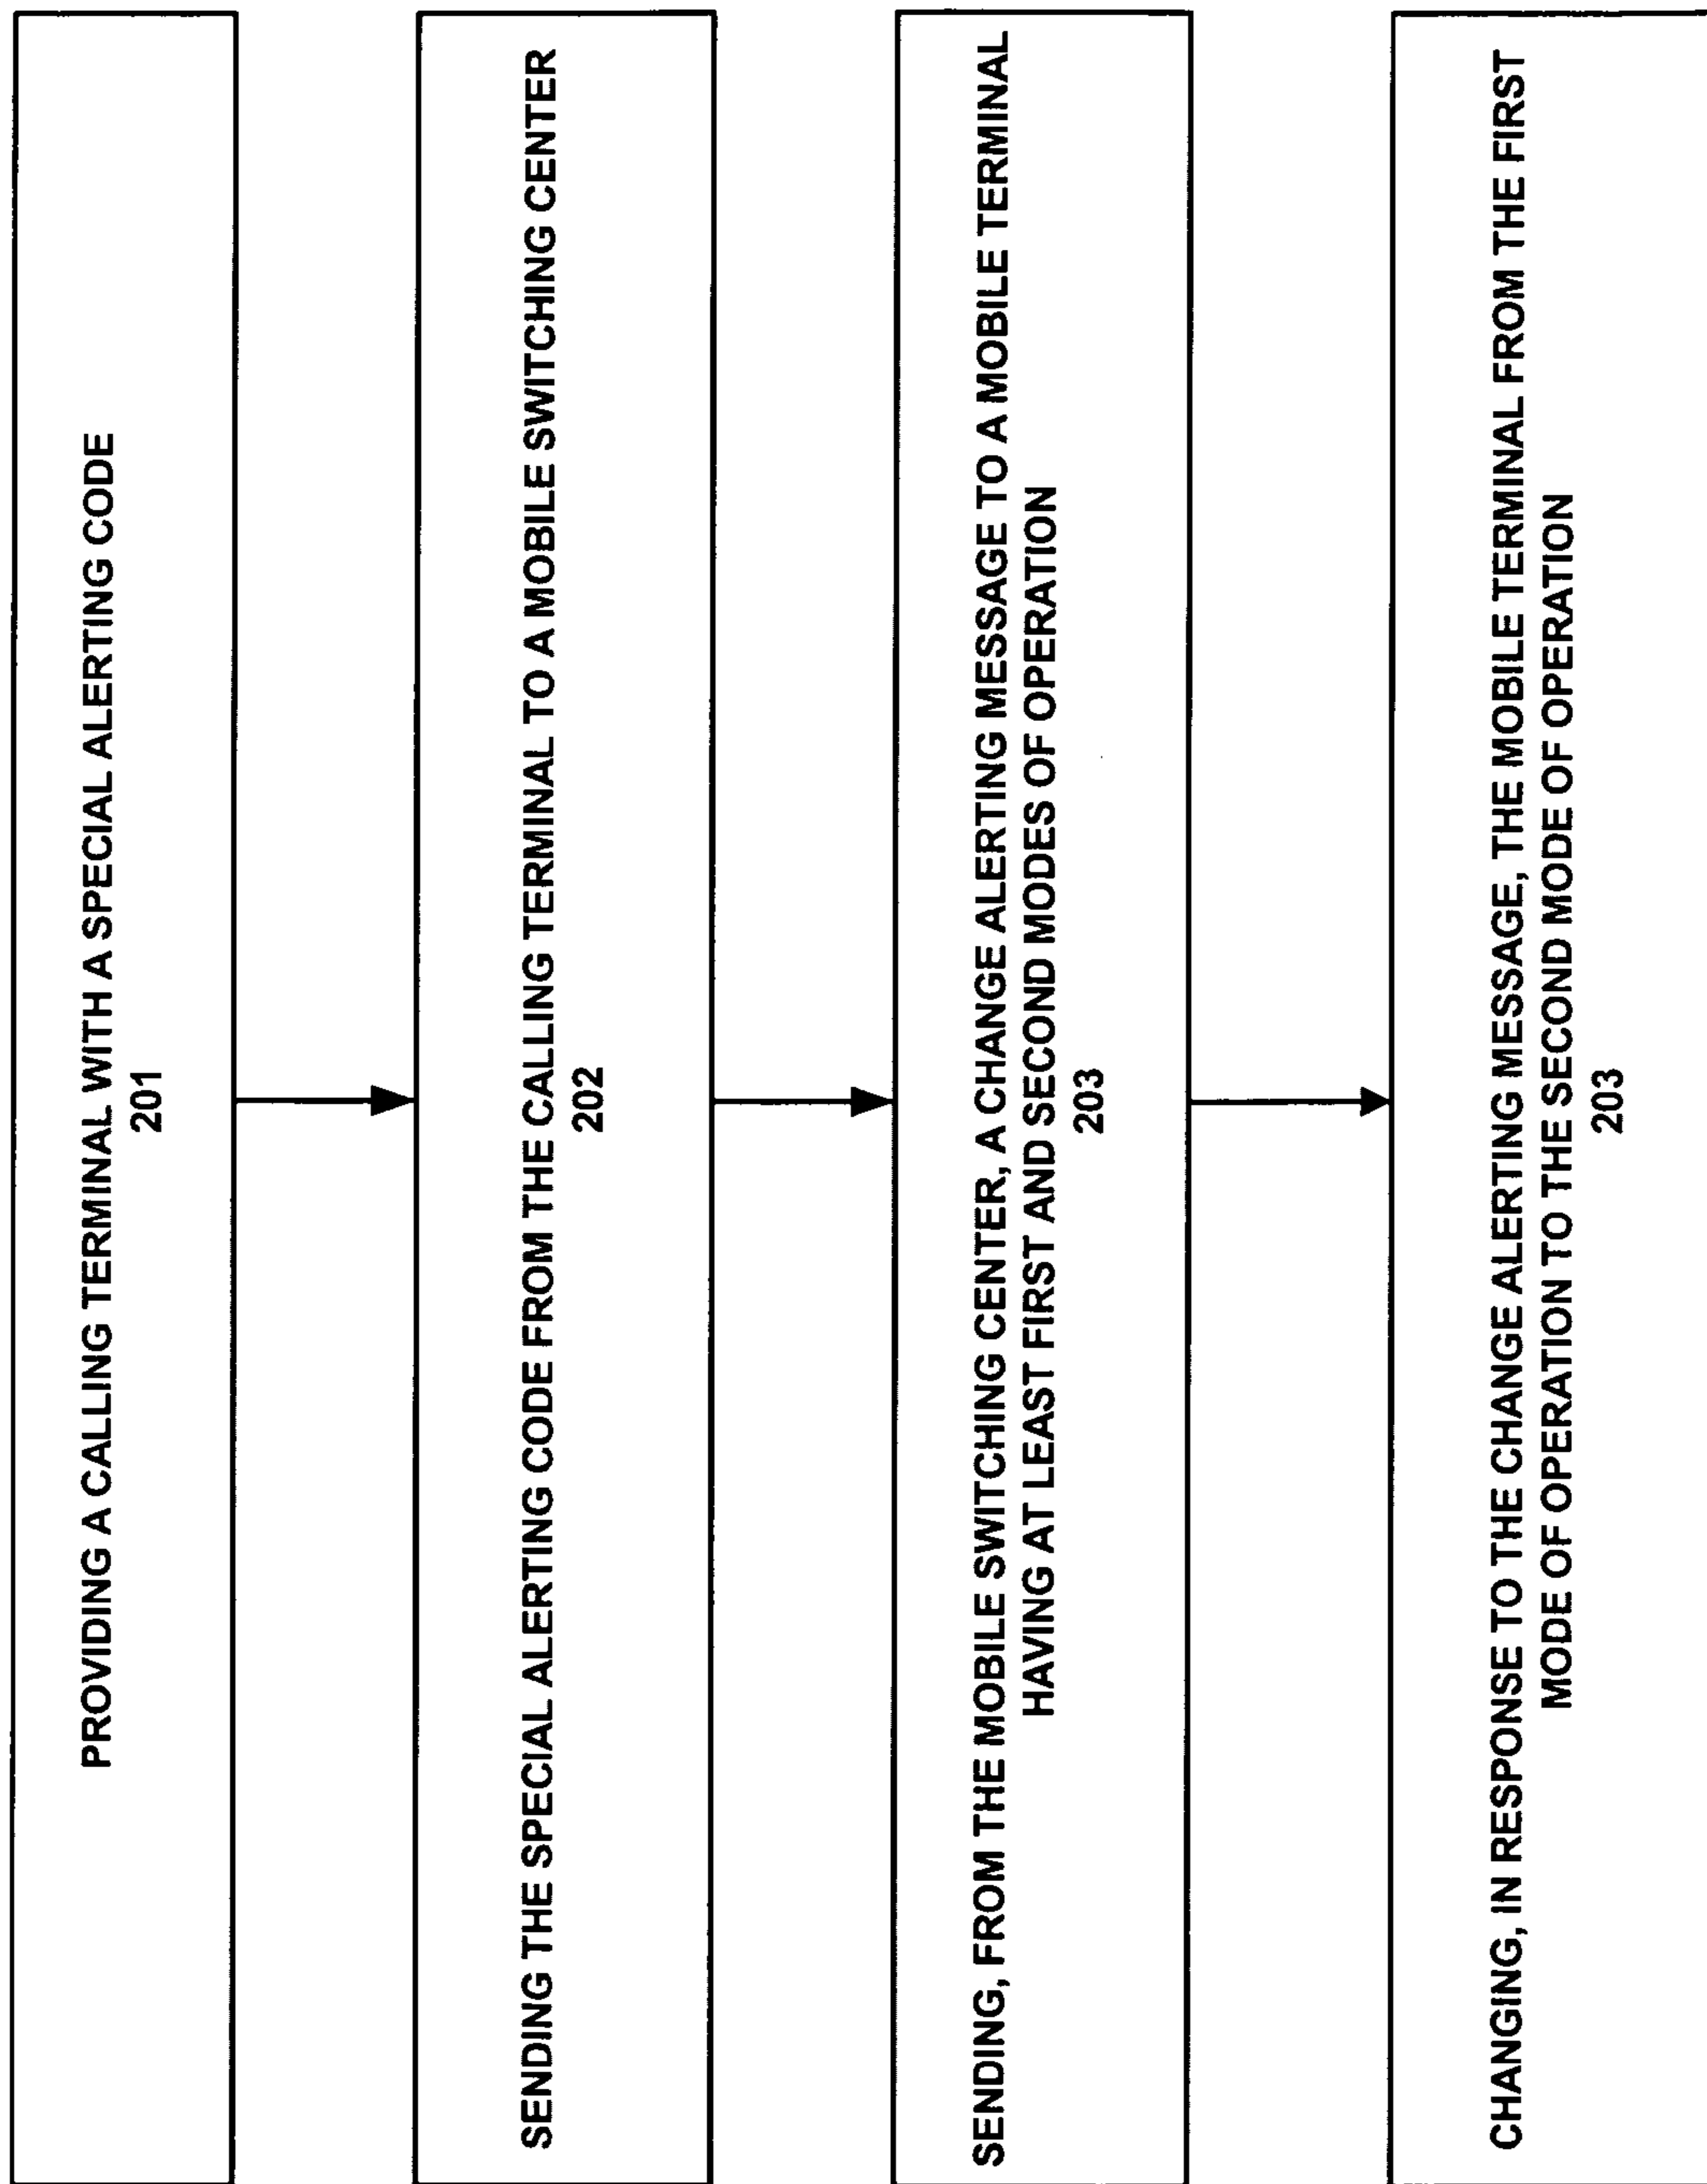 PROVIDING A CALLING TERMINAL WITH A SPECIAL ALERTING CODE
201
SENDING THE SPECIAL ALERTING CODE FROM THE CALLING TERMINAL TO A MOBILE SWITCHING CENTER
202
SENDING, FROM THE MOBILE SWITCHING CENTER, A CHANGE ALERTING MESSAGE TO A MOBILE TERMINAL
HAVING AT LEAST FIRST AND SECOND MODES OF OPERATION
203
CHANGING, IN RESPONSE TO THE CHANGE ALERTING MESSAGE, THE MOBILE TERMINAL FROM THE FIRST
MODE OF OPERATION TO THE SECOND MODE OF OPERATION
203